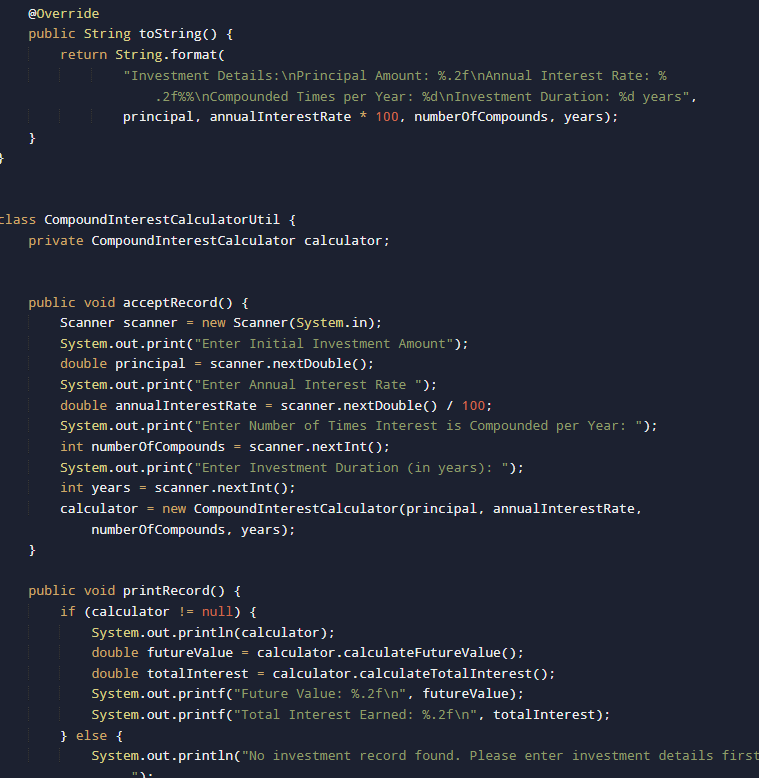 @Override
public String toString() {
return String.format(
"Investment Details:\nPrincipal Amount: %.2f\nAnnual Interest Rate: %
.2f%%\nCompounded Times per Year: %d\nInvestment Duration: %d years",
principal, annualInterestRate * 100, numberOfCompounds, years);
}
}
class CompoundInterestCalculatorUtil {
private CompoundInterestCalculator calculator;
public void acceptRecord() {
Scanner scanner = new Scanner(System.in);
System.out.print("Enter Initial Investment Amount");
double principal = scanner.nextDouble();
System.out.print("Enter Annual Interest Rate ");
double annualInterestRate = scanner.nextDouble() / 100;
System.out.print("Enter Number of Times Interest is Compounded per Year: ");
int numberOfCompounds = scanner.nextInt();
System.out.print("Enter Investment Duration (in years): ");
int years = scanner.nextInt();
calculator = new CompoundInterestCalculator(principal, annualInterestRate,
numberOfCompounds, years);
}
public void printRecord() {
if (calculator != null) {
System.out.println(calculator);
double futureValue = calculator.calculateFutureValue();
double totalInterest = calculator.calculateTotalInterest();
System.out.printf("Future Value: %.2f\n", futureValue);
System.out.printf("Total Interest Earned: %.2f\n", totalInterest);
} else {
System.out.println("No investment record found. Please enter investment details first
");